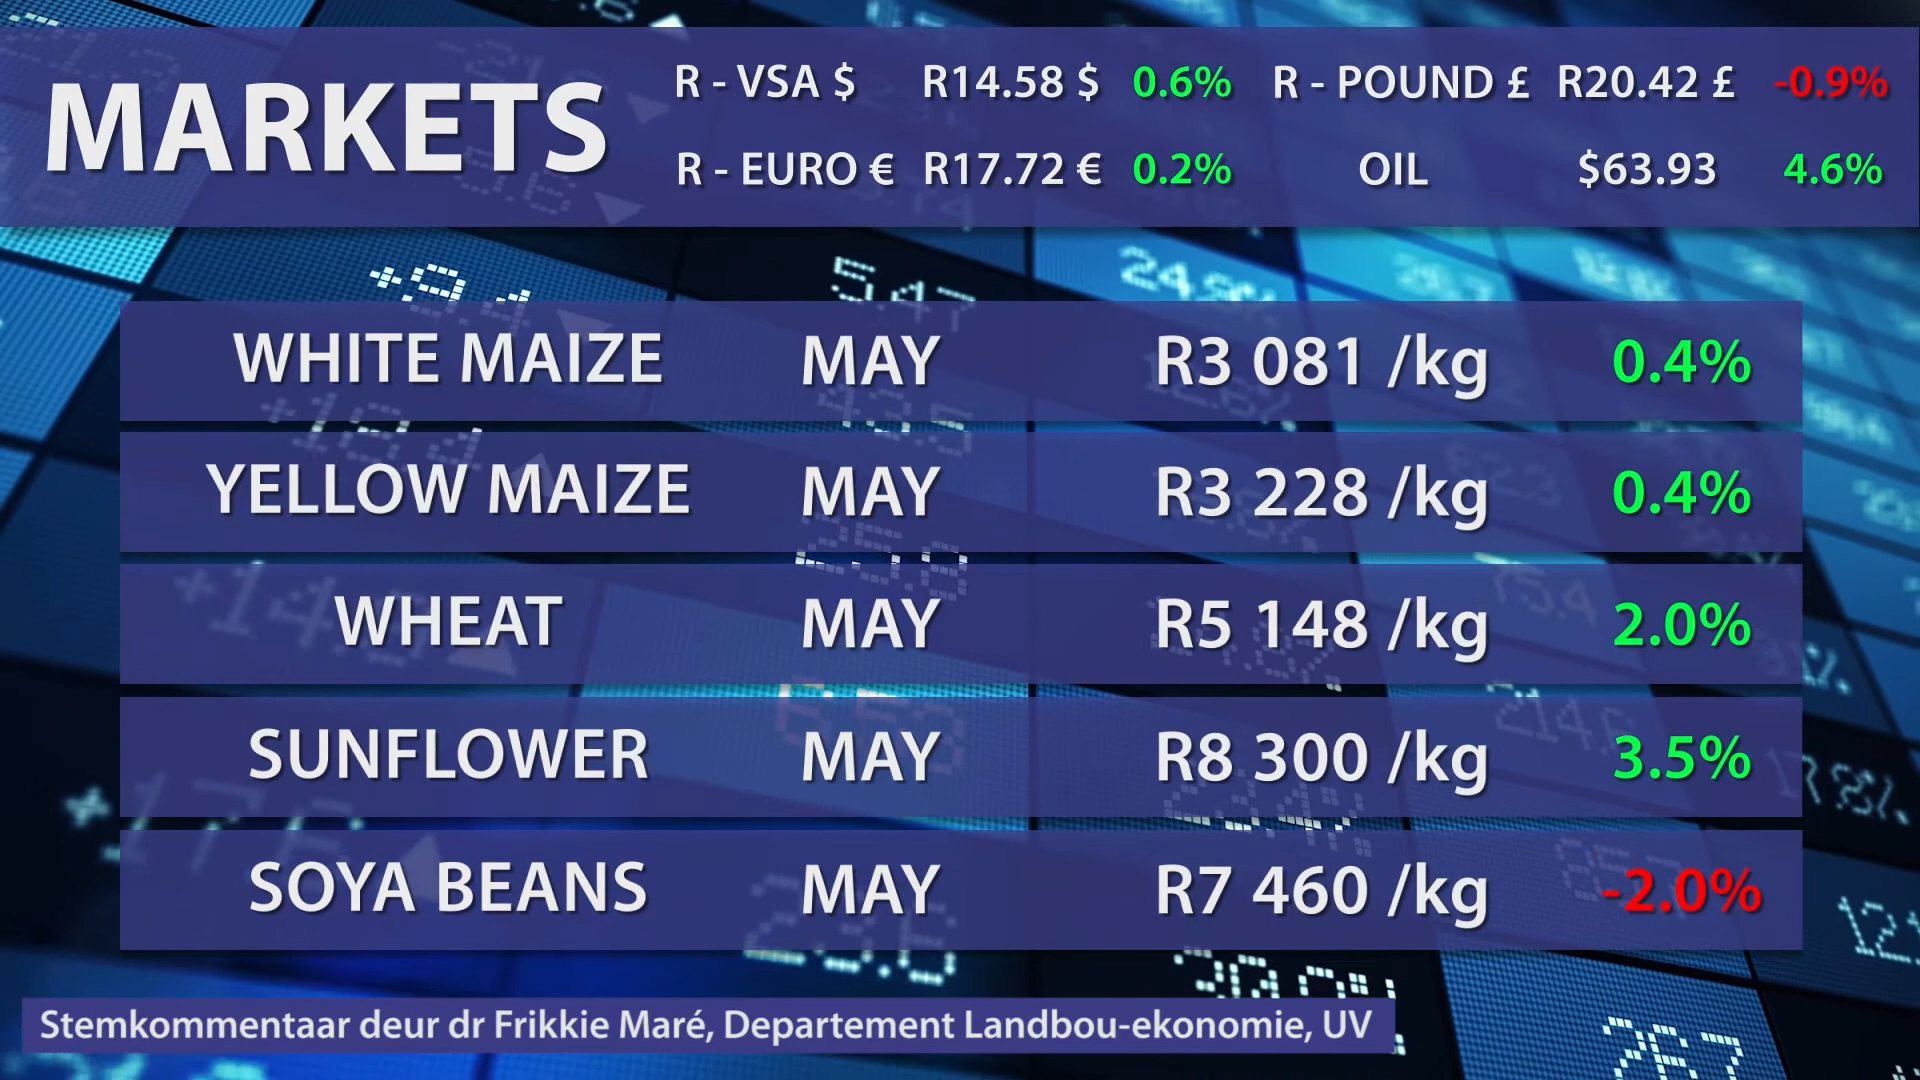 MARKETS
R - VSA $ R14.58 $ 0.6% R - POUND £ R20.42 £ -0.9%
R - EURO € R17.72 € 0.2% OIL $63.93 4.6%
WHITE MAIZE MAY R3 081 /kg 0.4%
YELLOW MAIZE MAY R3 228 /kg 0.4%
WHEAT MAY R5 148 /kg 2.0%
SUNFLOWER MAY R8 300 /kg 3.5%
SOYA BEANS MAY R7 460 /kg -2.0%
Stemkommentaar deur dr Frikkie Maré, Departement Landbou-ekonomie, UV